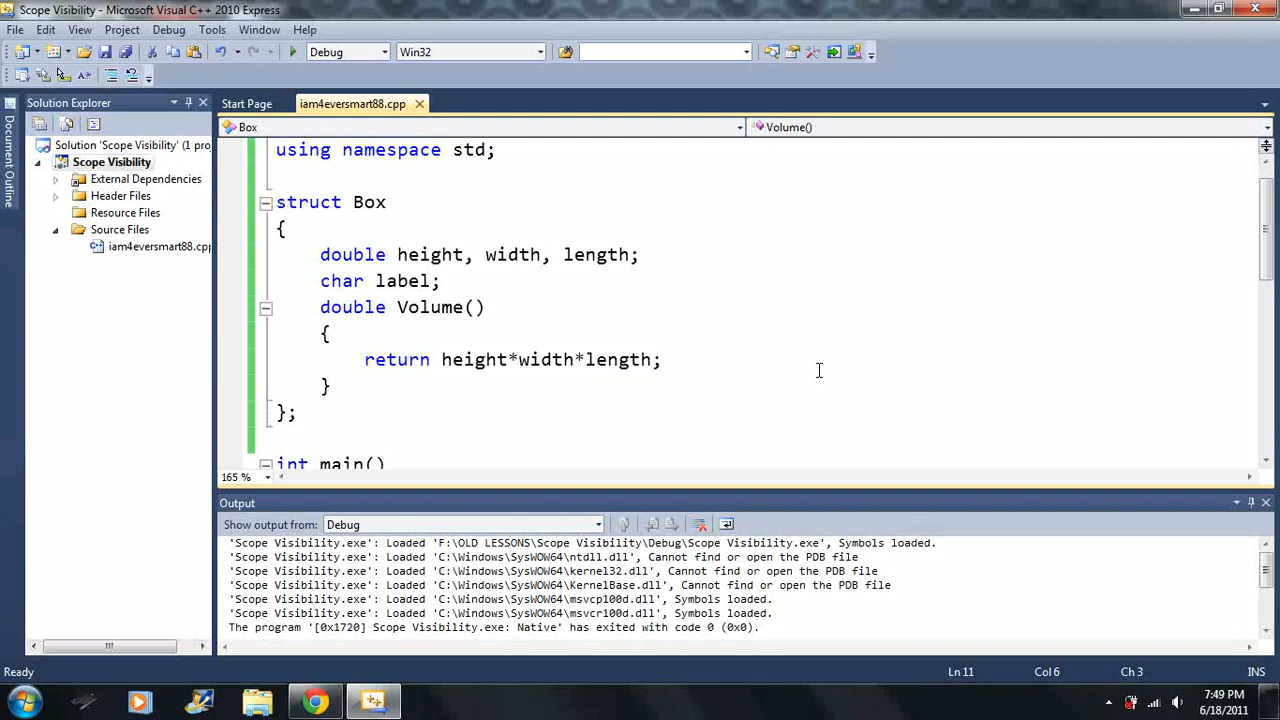 Scope Visibility - Microsoft Visual C++ 2010 Express
File Edit View Project Debug Tools Window Help
Debug Win32
Solution Explorer
Start Page iam4eversmart88.cpp
Document Outline
Box Volume()
Solution 'Scope Visibility' (1 proj
Scope Visibility
External Dependencies
Header Files
Resource Files
Source Files
iam4eversmart88.cpp
using namespace std;
struct Box
{
double height, width, length;
char label;
double Volume()
{
return height*width*length;
}
};
int main()
165 %
Output
Show output from: Debug
'Scope Visibility.exe': Loaded 'F:\OLD LESSONS\Scope Visibility\Debug\Scope Visibility.exe', Symbols loaded.
'Scope Visibility.exe': Loaded 'C:\Windows\SysWOW64\ntdll.dll', Cannot find or open the PDB file
'Scope Visibility.exe': Loaded 'C:\Windows\SysWOW64\kernel32.dll', Cannot find or open the PDB file
'Scope Visibility.exe': Loaded 'C:\Windows\SysWOW64\KernelBase.dll', Cannot find or open the PDB file
'Scope Visibility.exe': Loaded 'C:\Windows\SysWOW64\msvcp100d.dll', Symbols loaded.
'Scope Visibility.exe': Loaded 'C:\Windows\SysWOW64\msvcr100d.dll', Symbols loaded.
The program '[0x1720] Scope Visibility.exe: Native' has exited with code 0 (0x0).
Ready Ln 11 Col 6 Ch 3 INS
7:49 PM
6/18/2011